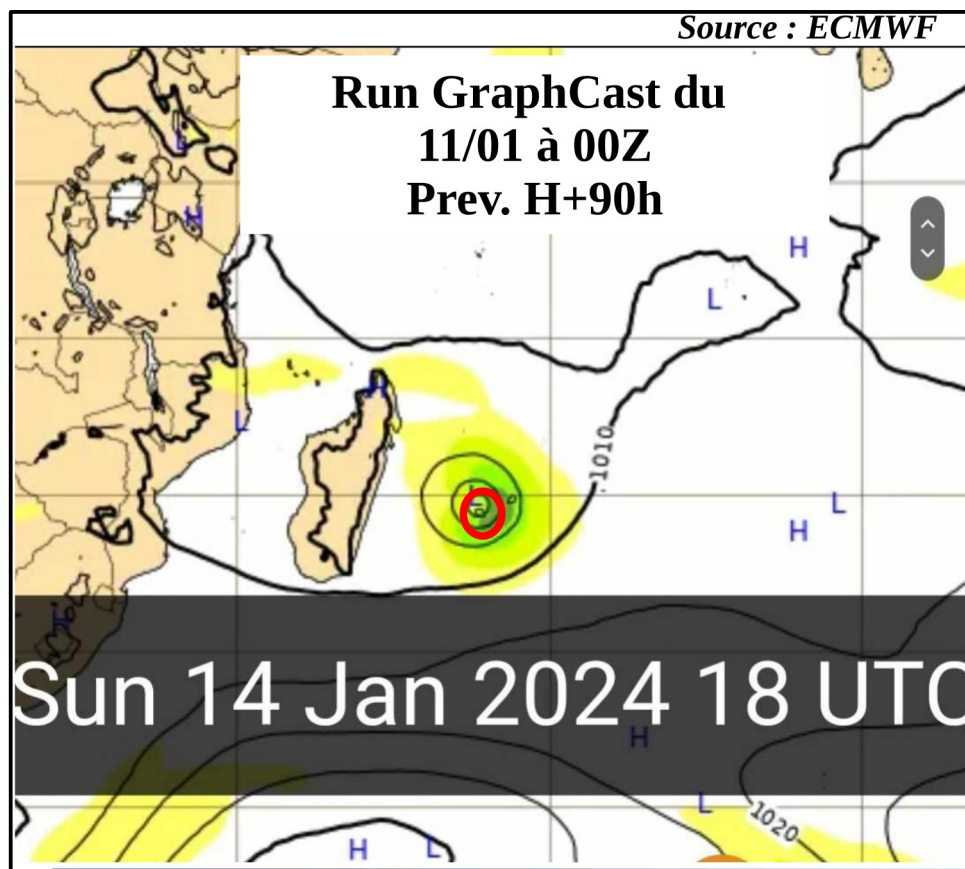 Source : ECMWF
Run GraphCast du
11/01 à 00Z
Prev. H+90h
L
H
H
L
H
L
1010
L
L
H
L
Sun 14 Jan 2024 18 UTC
H
L
1020
H
L